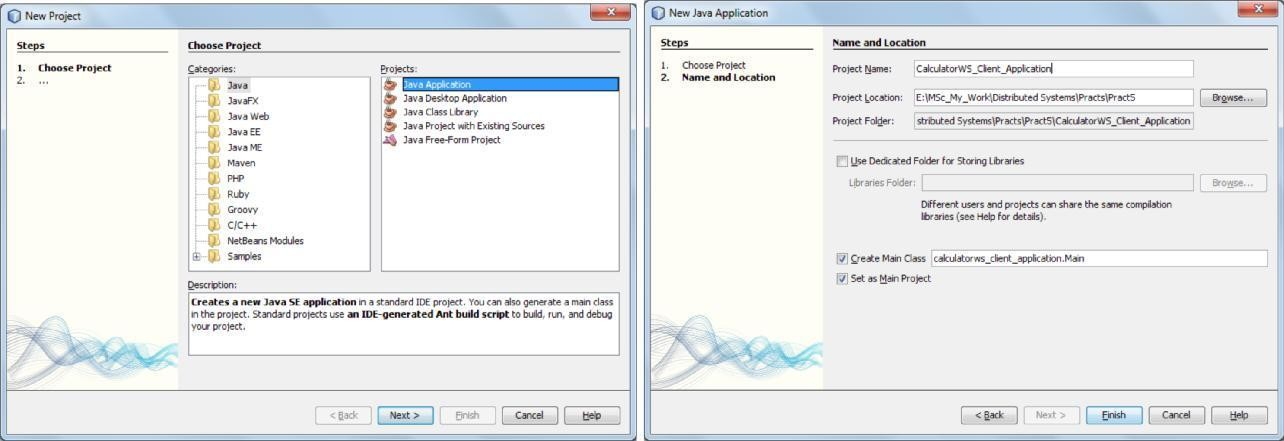 New Project
Steps
1. Choose Project
2. ...
Choose Project
Categories:
Java
JavaFX
Java Web
Java EE
Java ME
Maven
PHP
Ruby
Groovy
C/C++
NetBeans Modules
Samples
Projects:
Java Application
Java Desktop Application
Java Class Library
Java Project with Existing Sources
Java Free-Form Project
Description:
Creates a new Java SE application in a standard IDE project. You can also generate a main class
in the project. Standard projects use an IDE-generated Ant build script to build, run, and debug
your project.
< Back Next > Finish Cancel Help
New Java Application
Steps
1. Choose Project
2. Name and Location
Name and Location
Project Name: CalculatorWS_Client_Application
Project Location: E:\MSc_My_Work\Distributed Systems\Practs\Pract5 Browse...
Project Folder: stributed Systems\Practs\Pract5\CalculatorWS_Client_Application
Use Dedicated Folder for Storing Libraries
Libraries Folder: Browse...
Different users and projects can share the same compilation
libraries (see Help for details).
Create Main Class calculatorws_client_application.Main
Set as Main Project
< Back Next > Finish Cancel Help